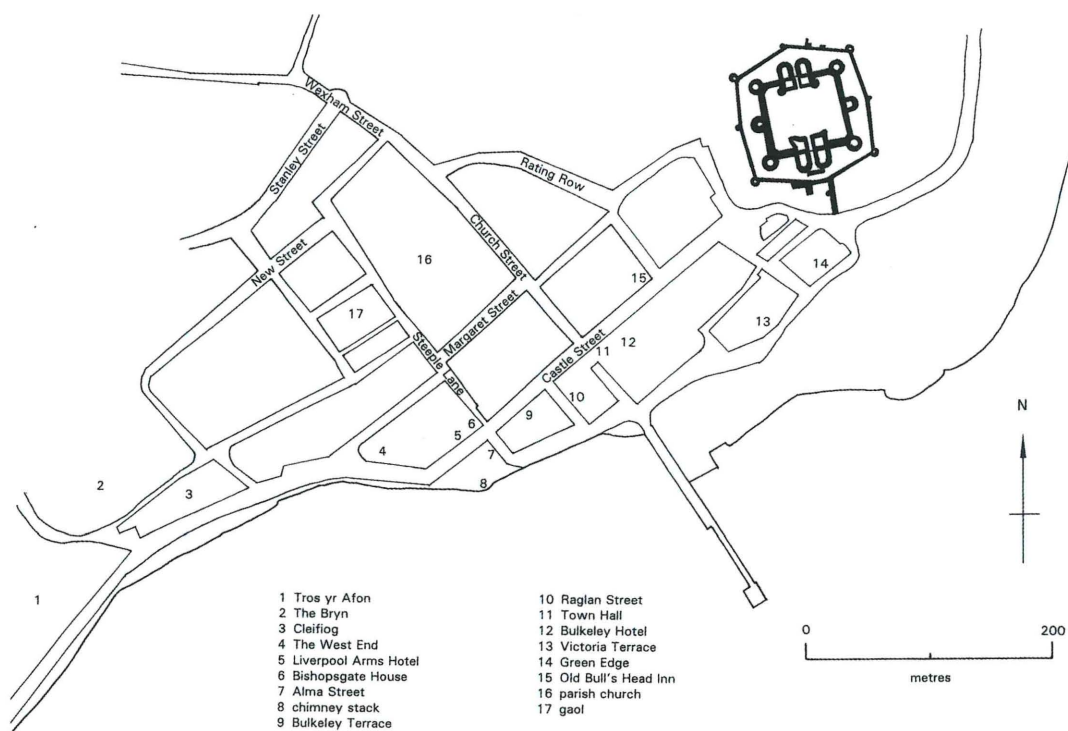 Wexham Street
Stanley Street
Rating Row
Church Street
New Street
16
15
14
17
Margaret Street
Steeple Lane
13
Castle Street
12
11
10
9
6
5
4
7
8
3
2
1
N
1 Tros yr Afon
2 The Bryn
3 Cleifiog
4 The West End
5 Liverpool Arms Hotel
6 Bishopsgate House
7 Alma Street
8 chimney stack
9 Bulkeley Terrace
10 Raglan Street
11 Town Hall
12 Bulkeley Hotel
13 Victoria Terrace
14 Green Edge
15 Old Bull's Head Inn
16 parish church
17 gaol
0 200
metres